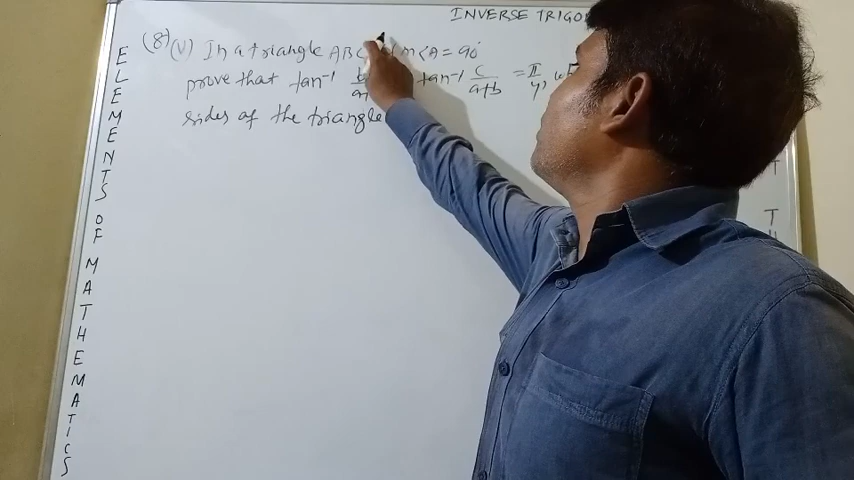 INVERSE TRIGO
(8) (v) In a triangle ABC m∠A = 90°
prove that tan⁻¹ tan⁻¹ c/(a+b) = π/4,
sides of the triangle
ELEMENTS OF MATHEMATICS